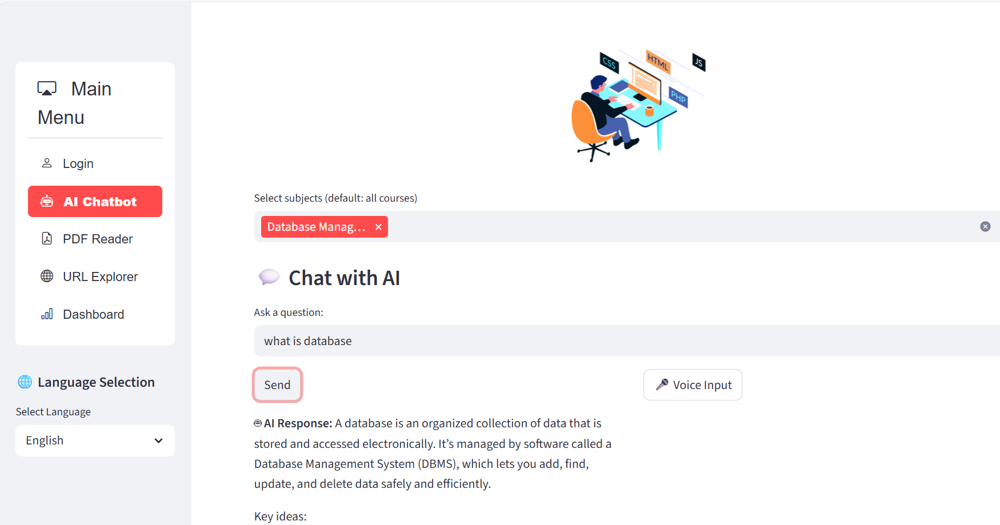 Main
Menu
Login
AI Chatbot
PDF Reader
URL Explorer
Dashboard
Language Selection
Select Language
English
CSS
HTML
JS
PHP
Select subjects (default: all courses)
Database Manag...
Chat with AI
Ask a question:
what is database
Send
Voice Input
AI Response: A database is an organized collection of data that is
stored and accessed electronically. It’s managed by software called a
Database Management System (DBMS), which lets you add, find,
update, and delete data safely and efficiently.
Key ideas: